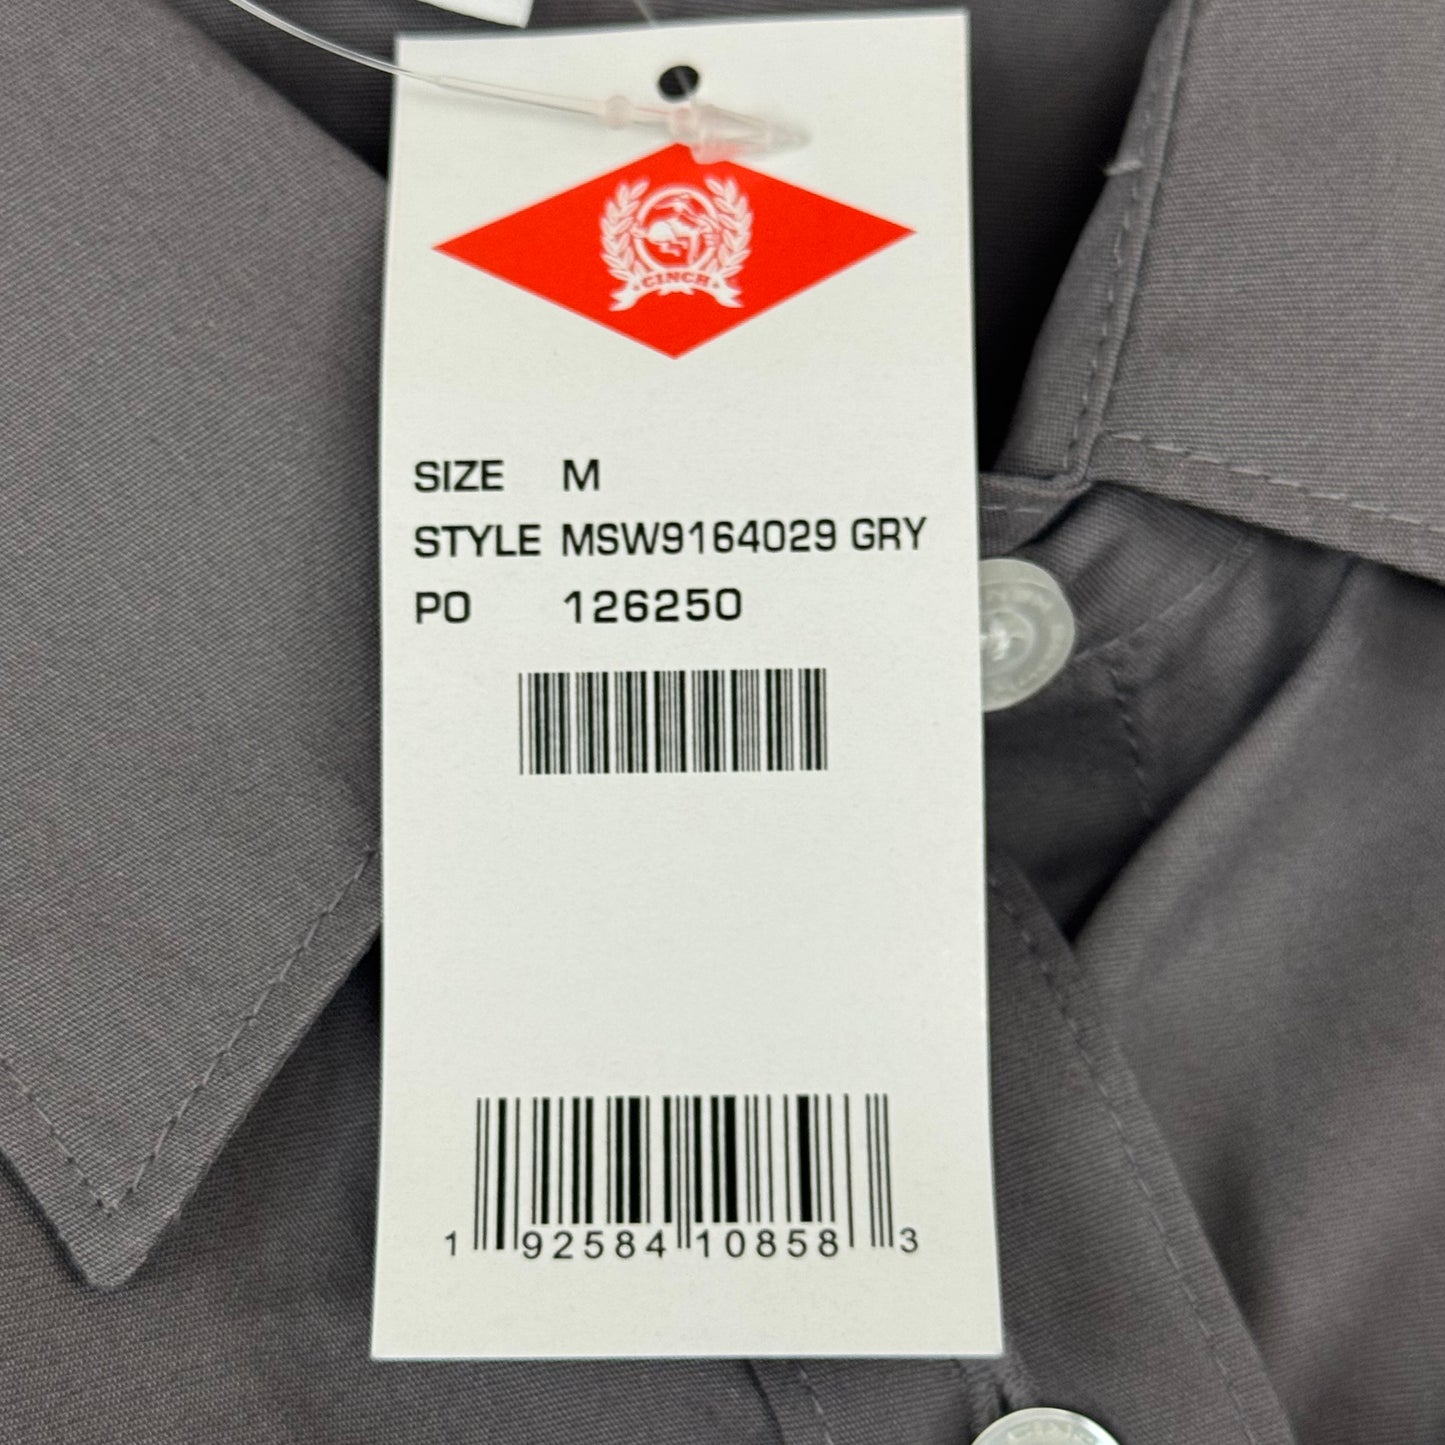 CINCH
SIZE M
STYLE MSW9164029 GRY
PO 126250
1 92584 10858 3